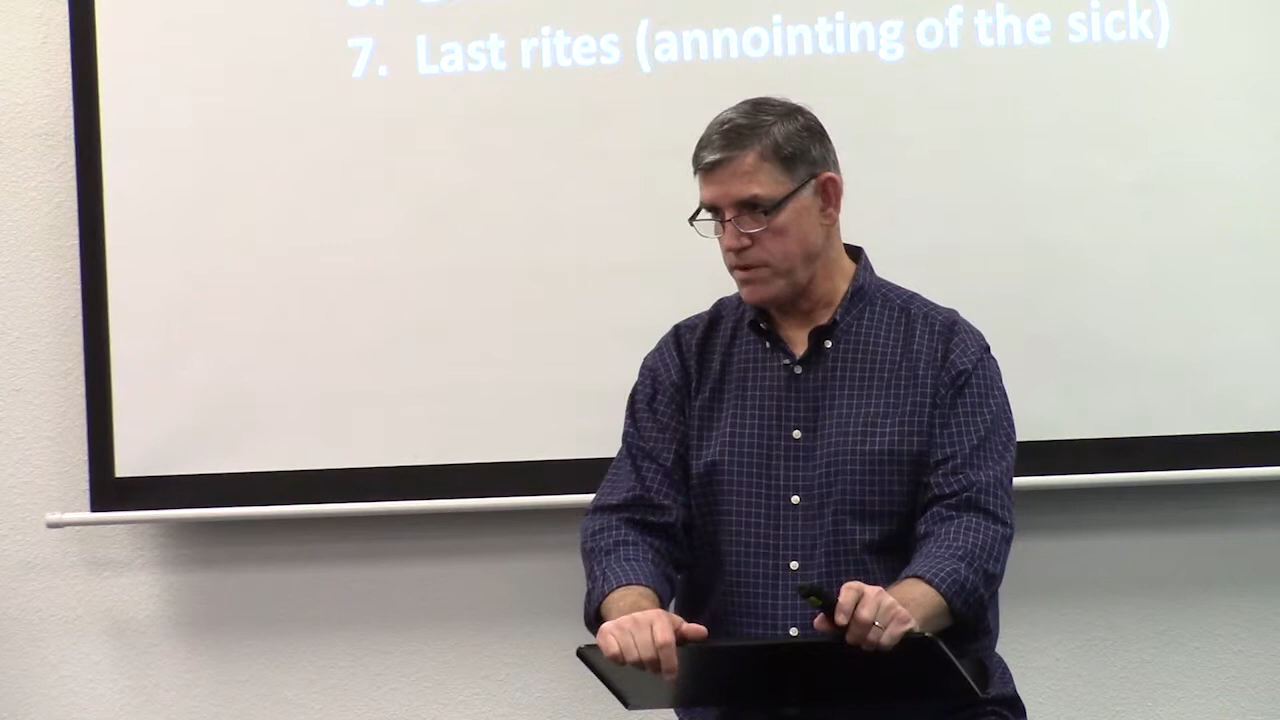 7. Last rites (annointing of the sick)